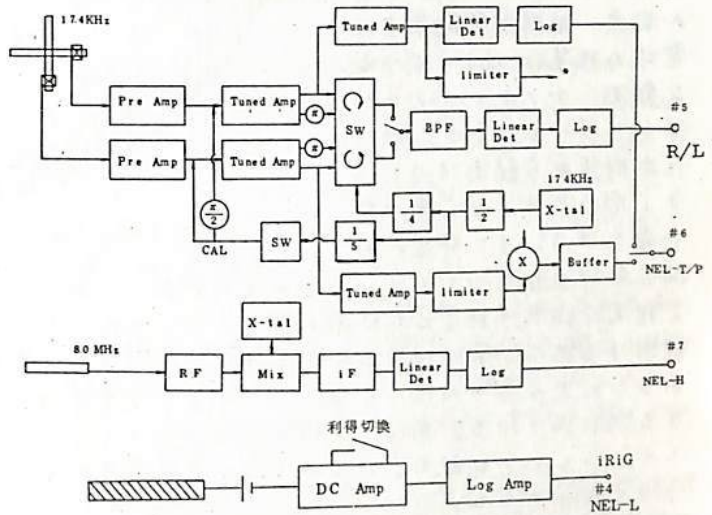 17.4KHz
Tuned Amp
Linear Det
Log
limiter
Pre Amp
Tuned Amp
π
SW
BPF
Linear Det
Log
#5
R/L
Pre Amp
Tuned Amp
π
π/2
CAL
SW
1/5
1/4
1/2
17.4KHz
X-tal
#6
NEL-T/P
X
Buffer
Tuned Amp
limiter
X-tal
8.0 MHz
RF
Mix
iF
Linear Det
Log
#7
NEL-H
利得切換
DC Amp
Log Amp
iRiG
#4
NEL-L